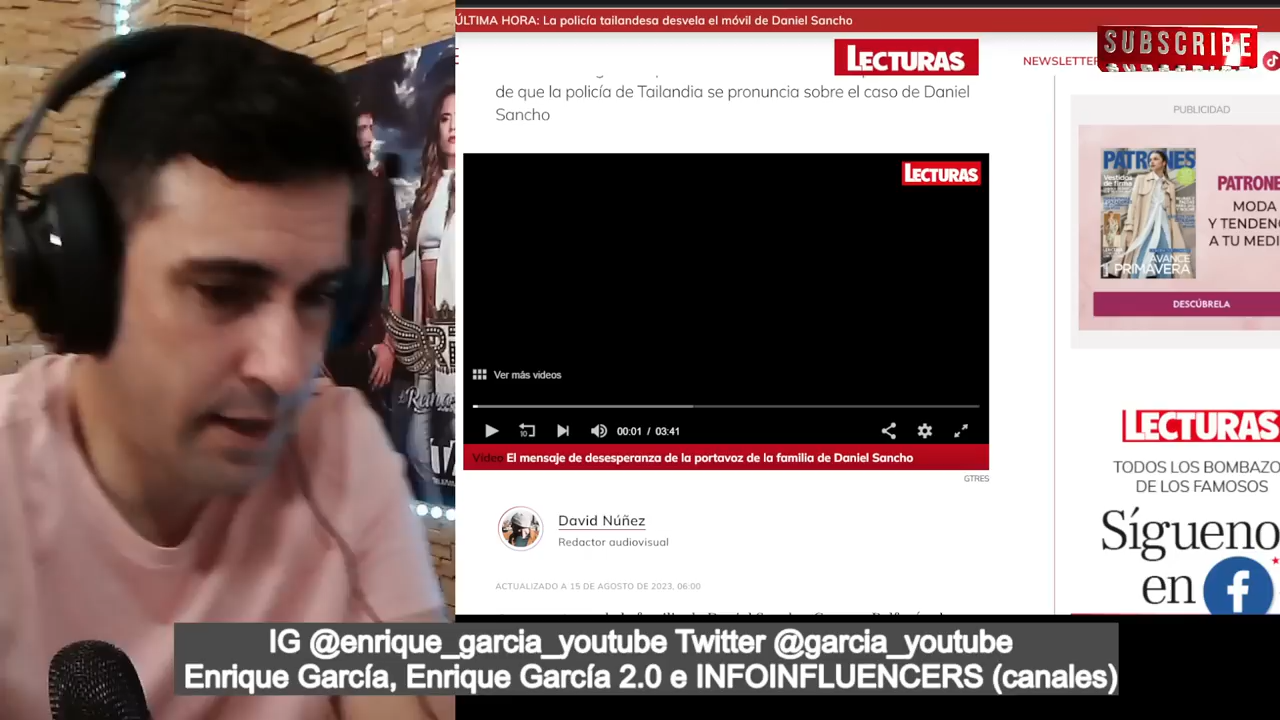 ÚLTIMA HORA: La policía tailandesa desvela el móvil de Daniel Sancho
LECTURAS
NEWSLETTER
SUBSCRIBE
de que la policía de Tailandia se pronuncia sobre el caso de Daniel
Sancho
LECTURAS
Ver más videos
10
00:01 / 03:41
Vídeo El mensaje de desesperanza de la portavoz de la familia de Daniel Sancho
GTRES
David Núñez
Redactor audiovisual
ACTUALIZADO A 15 DE AGOSTO DE 2023, 06:00
PUBLICIDAD
PATRONES
AVANCE
PRIMAVERA
PATRONE
MODA
Y TENDENC
A TU MEDI
DESCÚBRELA
LECTURAS
TODOS LOS BOMBAZO
DE LOS FAMOSOS
Sígueno
en
IG @enrique_garcia_youtube Twitter @garcia_youtube
Enrique García, Enrique García 2.0 e INFOINFLUENCERS (canales)